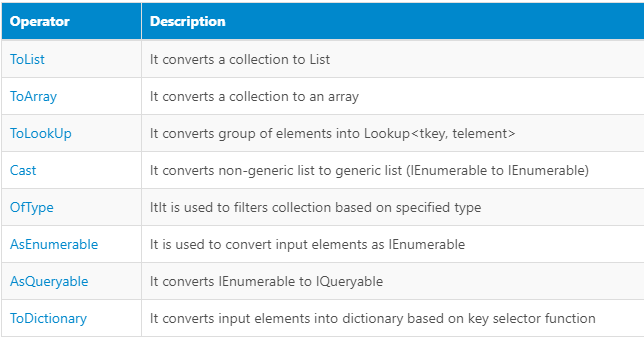 Operator Description
ToList It converts a collection to List
ToArray It converts a collection to an array
ToLookUp It converts group of elements into Lookup<tkey, telement>
Cast It converts non-generic list to generic list (IEnumerable to IEnumerable)
OfType ItIt is used to filters collection based on specified type
AsEnumerable It is used to convert input elements as IEnumerable
AsQueryable It converts IEnumerable to IQueryable
ToDictionary It converts input elements into dictionary based on key selector function